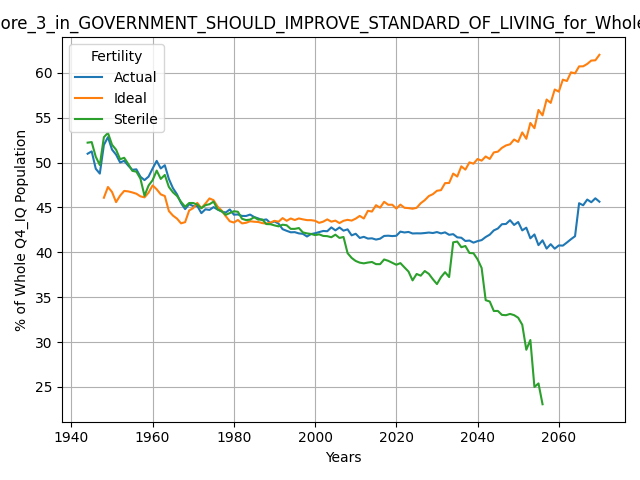 ore_3_in_GOVERNMENT_SHOULD_IMPROVE_STANDARD_OF_LIVING_for_Whole
Fertility
Actual
Ideal
Sterile
60
55
50
45
40
35
30
25
% of Whole Q4_IQ Population
1940
1960
1980
2000
2020
2040
2060
Years